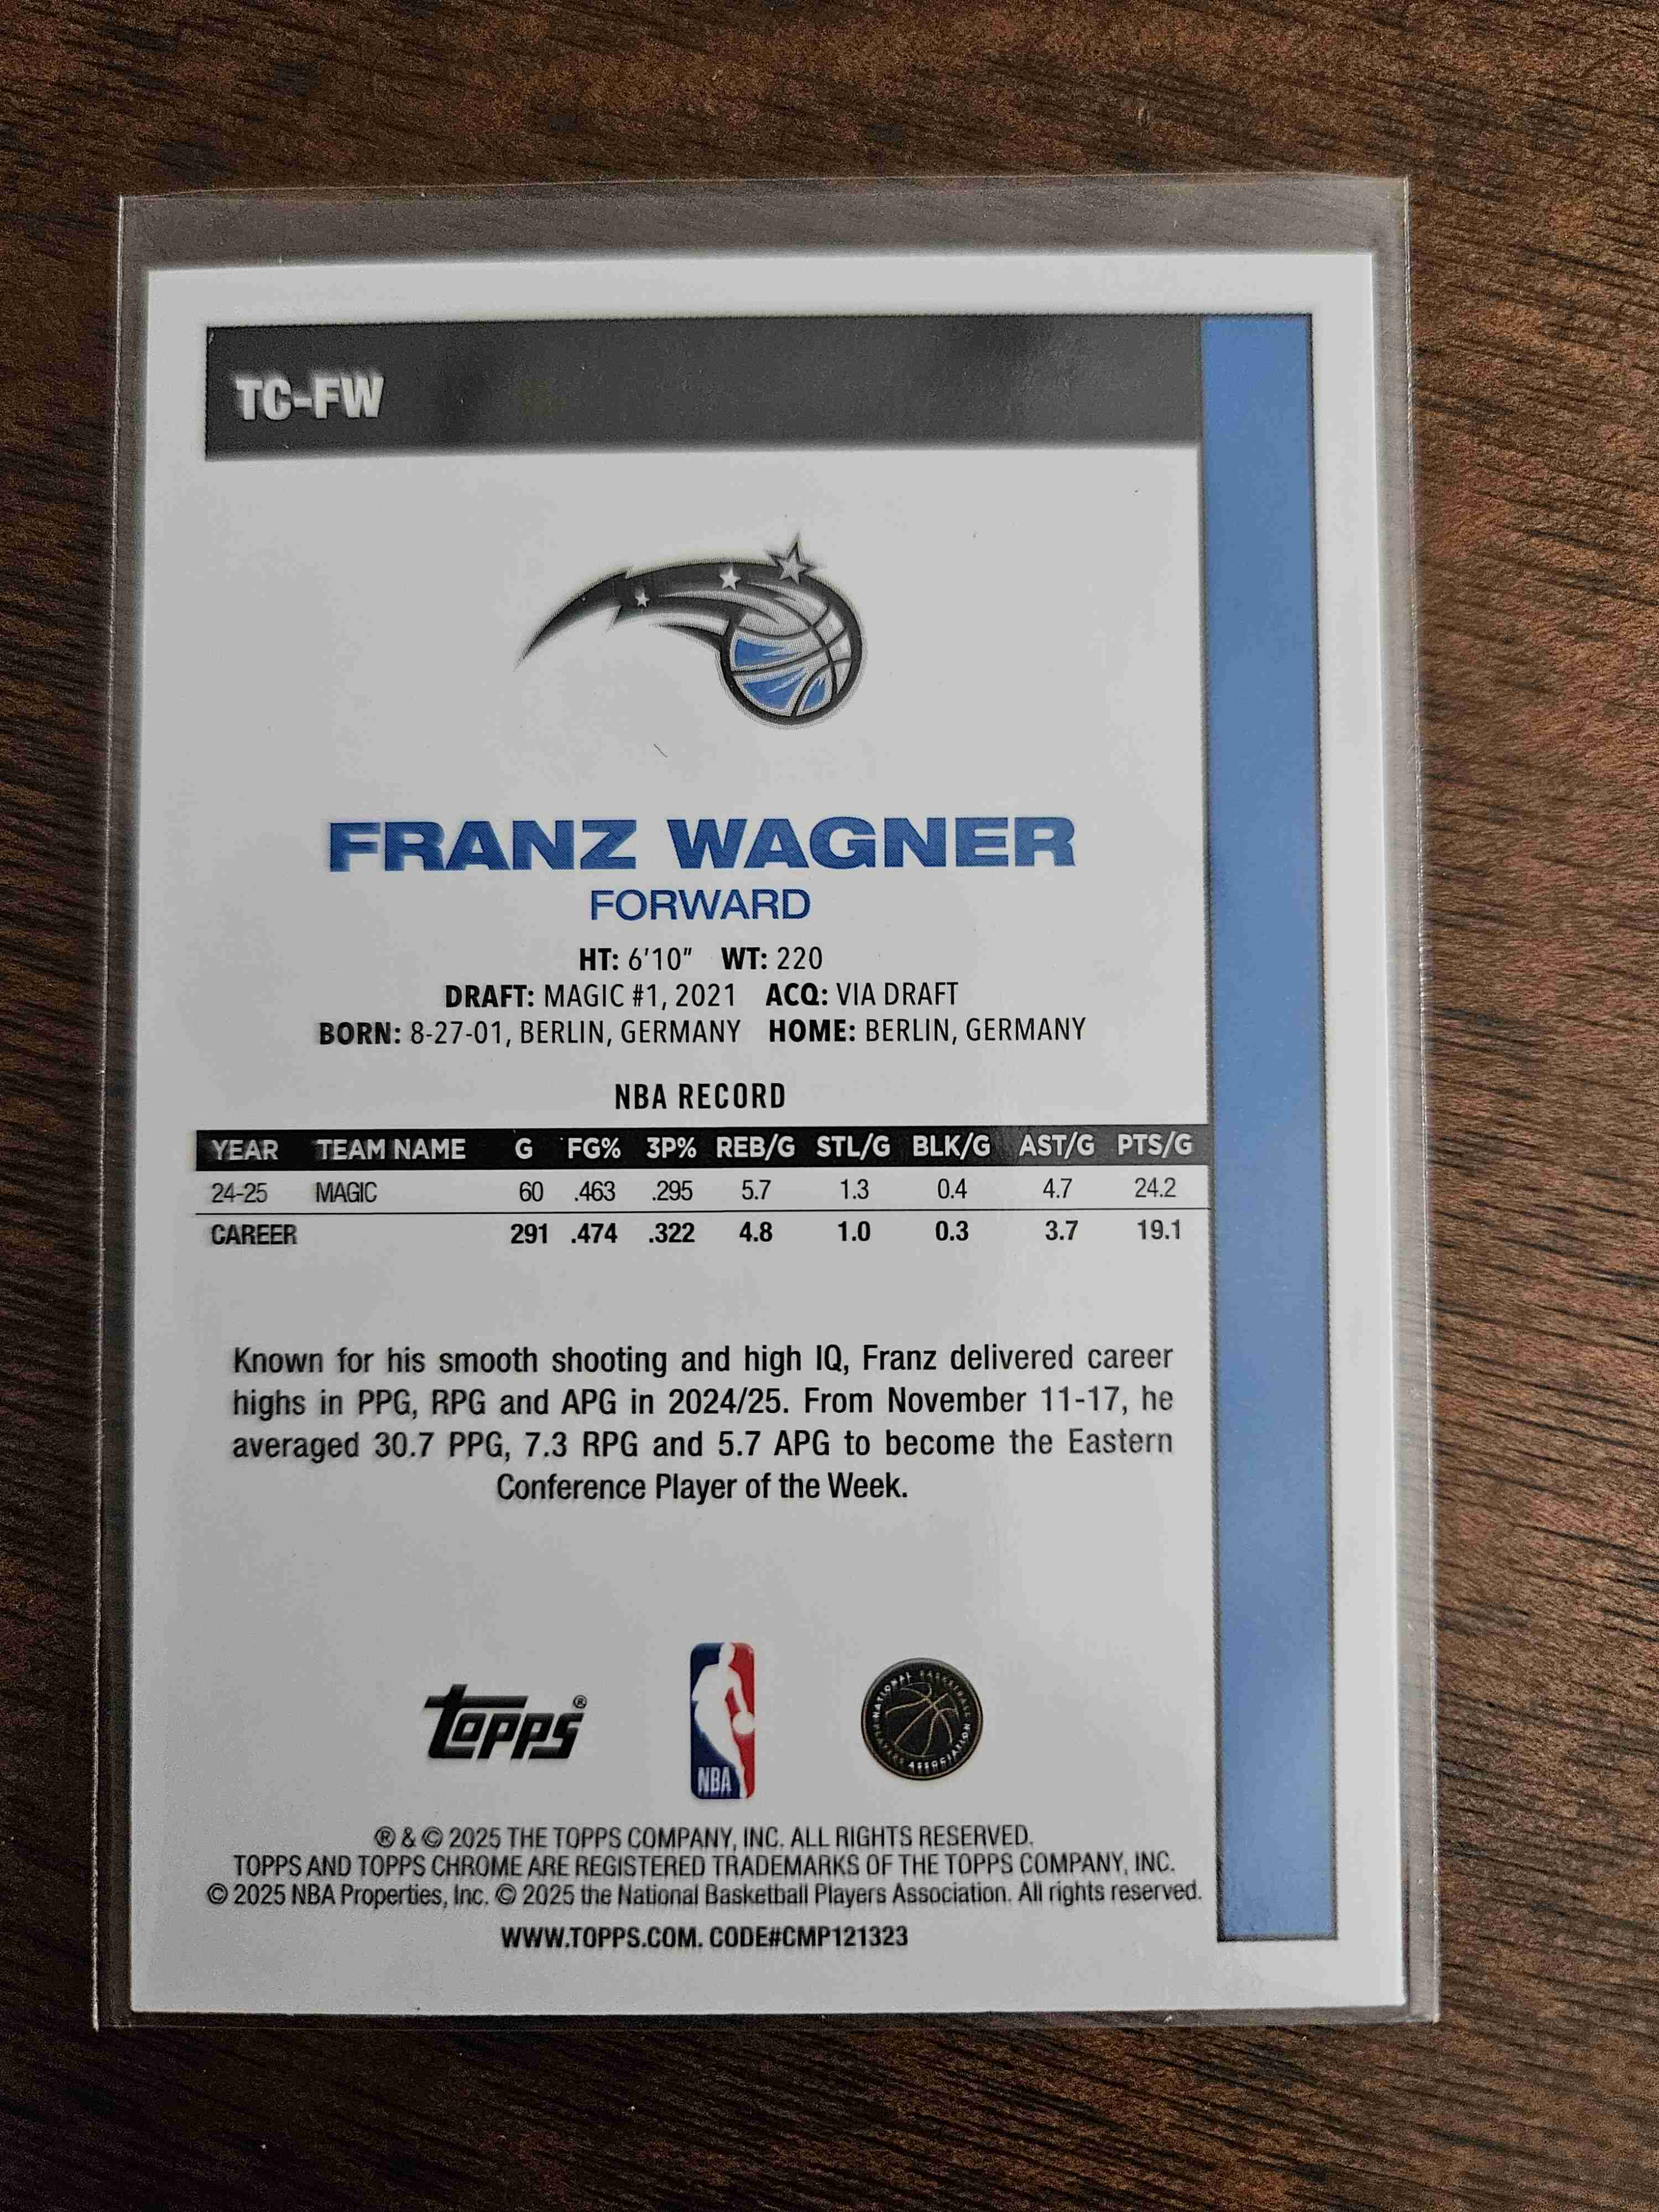 TC-FW
FRANZ WAGNER
FORWARD
HT: 6'10" WT: 220
DRAFT: MAGIC #1, 2021 ACQ: VIA DRAFT
BORN: 8-27-01, BERLIN, GERMANY HOME: BERLIN, GERMANY
NBA RECORD
YEAR TEAM NAME G FG% 3P% REB/G STL/G BLK/G AST/G PTS/G
24-25 MAGIC 60 .463 .295 5.7 1.3 0.4 4.7 24.2
CAREER 291 .474 .322 4.8 1.0 0.3 3.7 19.1
Known for his smooth shooting and high IQ, Franz delivered career
highs in PPG, RPG and APG in 2024/25. From November 11-17, he
averaged 30.7 PPG, 7.3 RPG and 5.7 APG to become the Eastern
Conference Player of the Week.
topps®
NBA
NATIONAL BASKETBALL PLAYERS ASSOCIATION
® & © 2025 THE TOPPS COMPANY, INC. ALL RIGHTS RESERVED.
TOPPS AND TOPPS CHROME ARE REGISTERED TRADEMARKS OF THE TOPPS COMPANY, INC.
© 2025 NBA Properties, Inc. © 2025 the National Basketball Players Association. All rights reserved.
WWW.TOPPS.COM. CODE#CMP121323